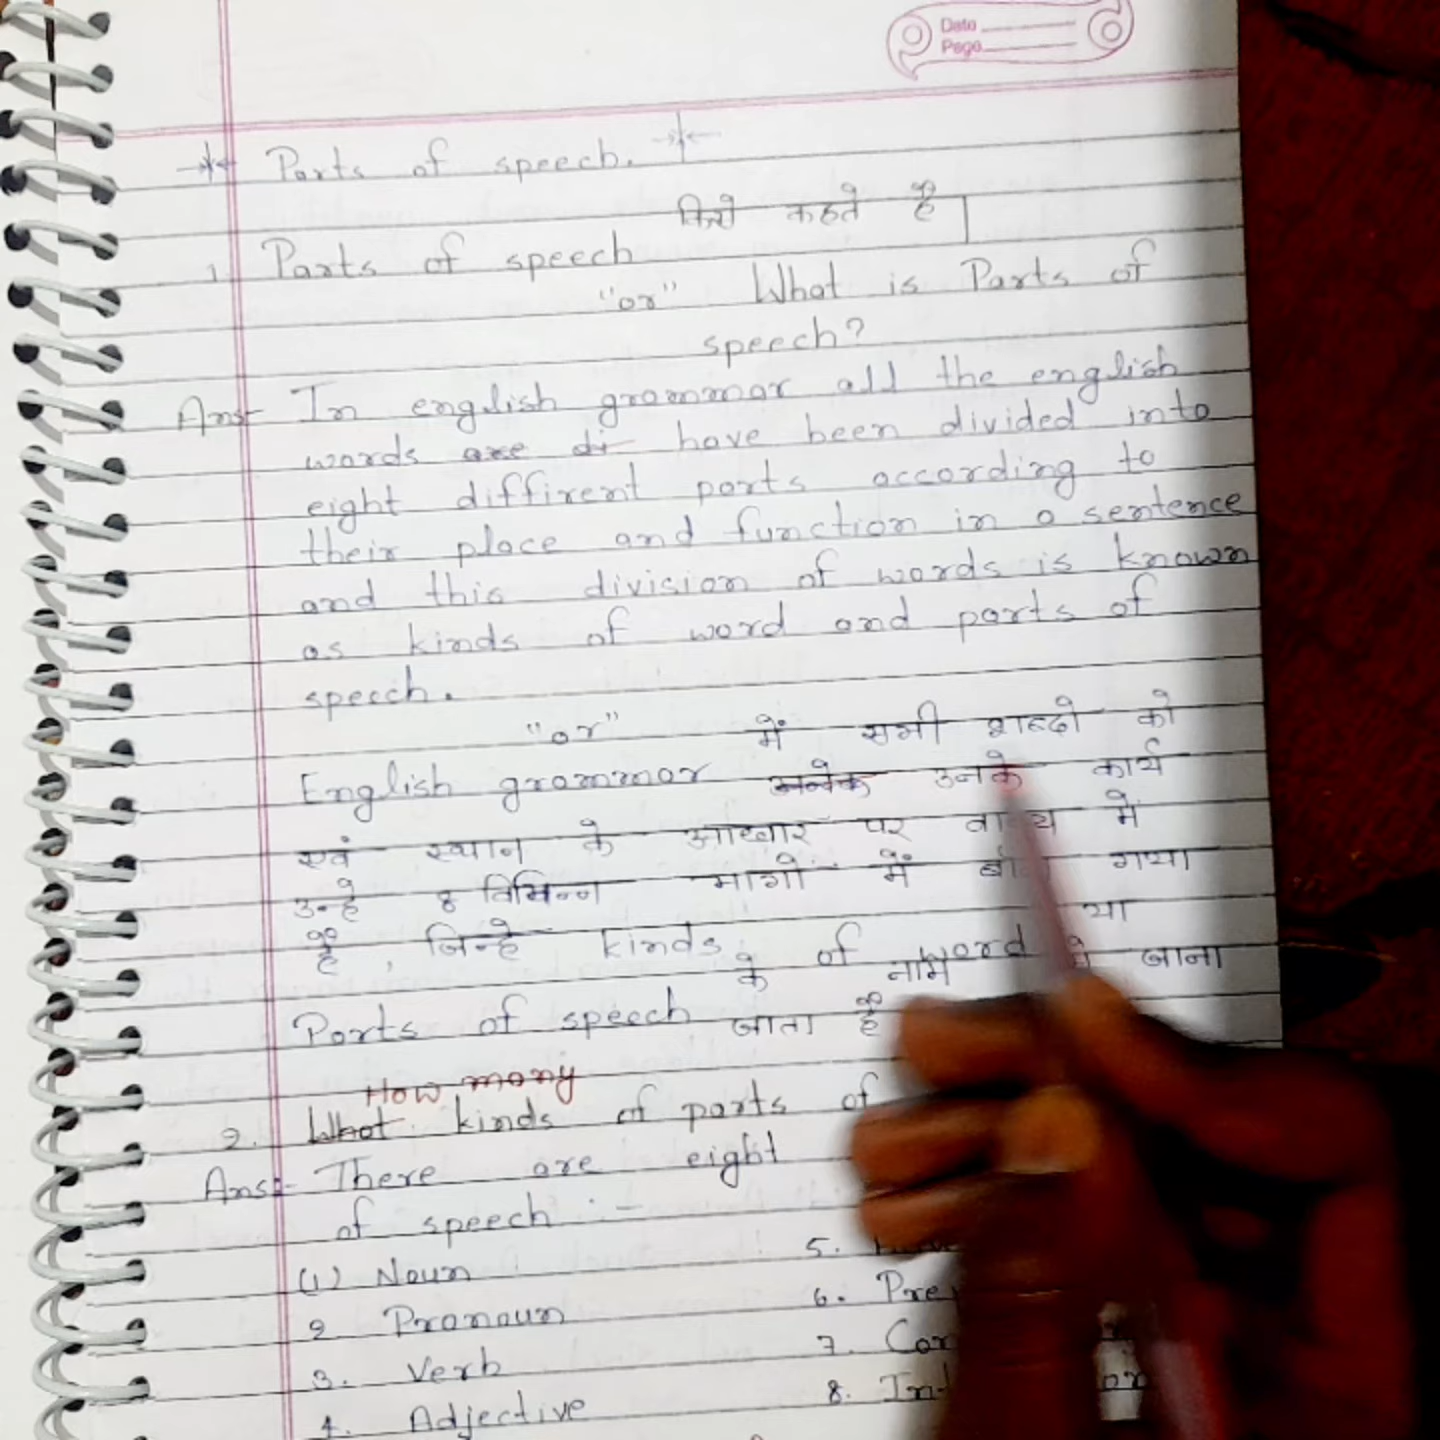 Date
Page
Parts of speech.
1. Parts of speech किसे कहते है |
"or" What is Parts of
speech?
Ans- In english grammar all the english
words are di have been divided into
eight diffirent parts according to
their place and function in a sentence
and this division of words is known
as kinds of word and parts of
speech.
"or"
English grammar में सभी शब्दो को
अनेक उनके कार्य
एवं स्थान के आधार पर में
उन्हे 8 विभिन्न भागो में गया
है, जिन्हे kinds of word या
Parts of speech के नाम से जाना
जाता है
How many
2. What kinds of parts of
Ans:- There are eight
of speech :-
(1) Noun
2 Pronoun
3. Verb
4. Adjective
5.
6.
7.
8.